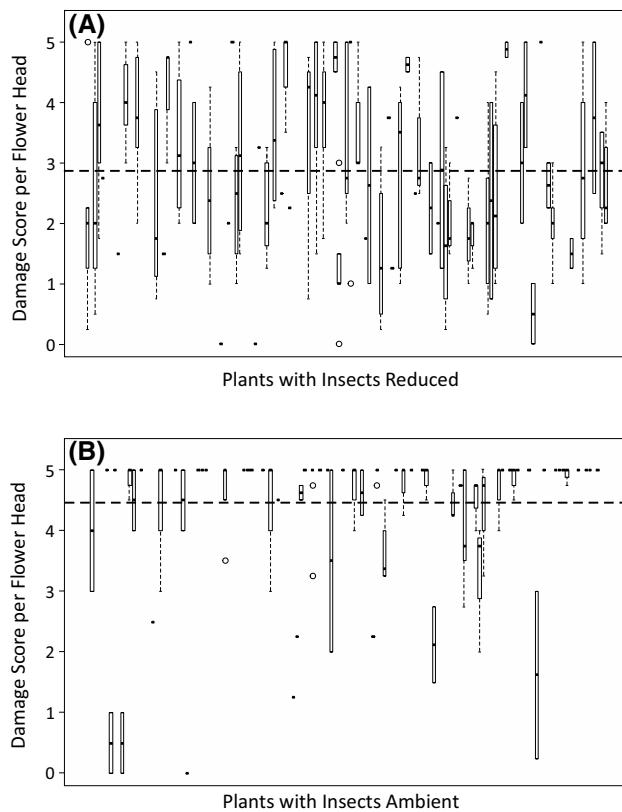 (A)
Damage Score per Flower Head
5
4
3
2
1
0
Plants with Insects Reduced
(B)
Damage Score per Flower Head
5
4
3
2
1
0
Plants with Insects Ambient